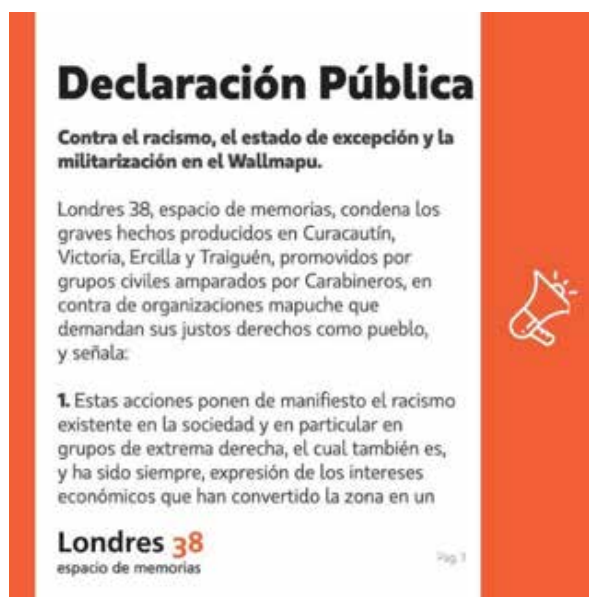 Declaración Pública
Contra el racismo, el estado de excepción y la
militarización en el Wallmapu.
Londres 38, espacio de memorias, condena los
graves hechos producidos en Curacautín,
Victoria, Ercilla y Traiguén, promovidos por
grupos civiles amparados por Carabineros, en
contra de organizaciones mapuche que
demandan sus justos derechos como pueblo,
y señala:
1. Estas acciones ponen de manifiesto el racismo
existente en la sociedad y en particular en
grupos de extrema derecha, el cual también es,
y ha sido siempre, expresión de los intereses
económicos que han convertido la zona en un
Londres 38
espacio de memorias
Pág. 1